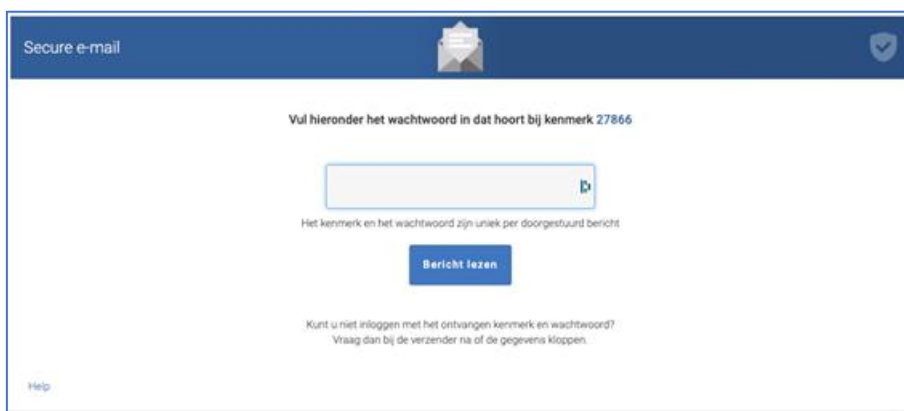 Secure e-mail
Vul hieronder het wachtwoord in dat hoort bij kenmerk 27866
Het kenmerk en het wachtwoord zijn uniek per doorgestuurd bericht
Bericht lezen
Kunt u niet inloggen met het ontvangen kenmerk en wachtwoord?
Vraag dan bij de verzender na of de gegevens kloppen.
Help